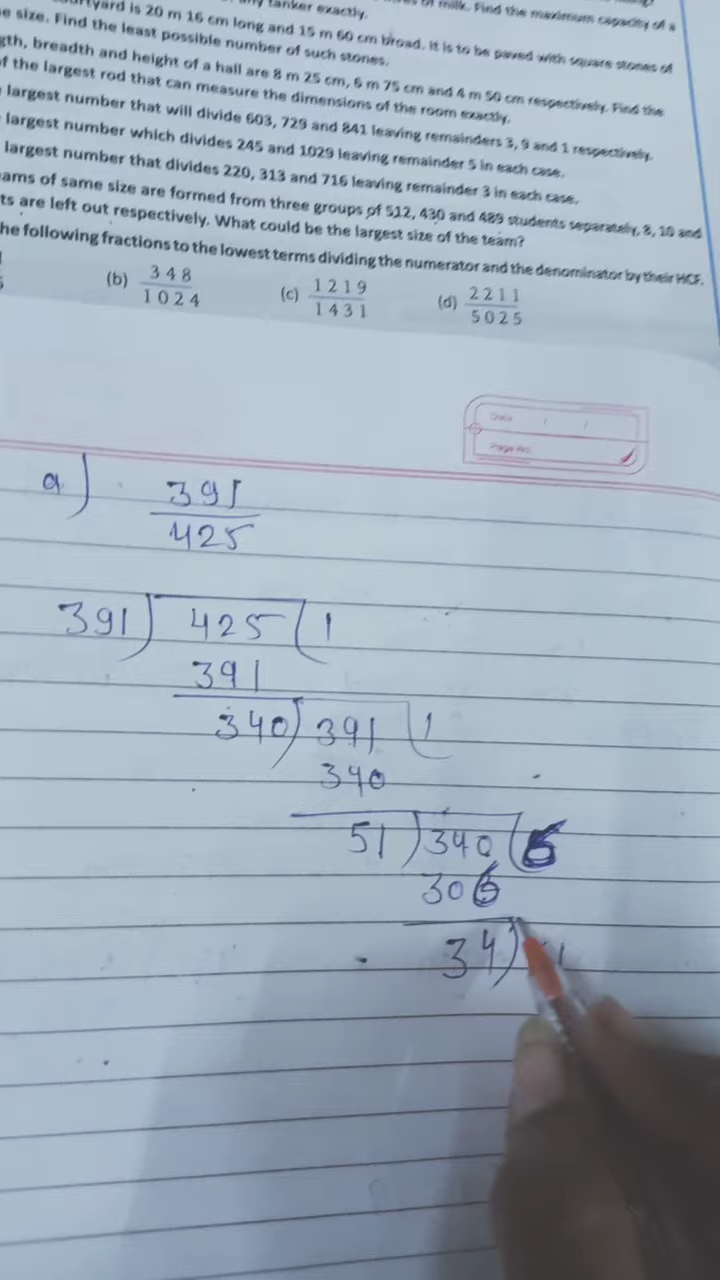 tanker exactly. of milk. Find the maximum capacity of a
is 20 m 16 cm long and 15 m 60 cm broad. It is to be paved with square stones of
size. Find the least possible number of such stones.
breadth and height of a hall are 8 m 25 cm, 6 m 75 cm and 4 m 50 cm respectively. Find the
the largest rod that can measure the dimensions of the room exactly.
largest number that will divide 603, 729 and 841 leaving remainders 3, 9 and 1 respectively.
largest number which divides 245 and 1029 leaving remainder 5 in each case.
largest number that divides 220, 313 and 716 leaving remainder 3 in each case.
of same size are formed from three groups of 512, 430 and 489 students separately, 8, 10 and
are left out respectively. What could be the largest size of the team?
following fractions to the lowest terms dividing the numerator and the denominator by their HCF.
(b) 348/1024 (c) 1219/1431 (d) 2211/5025
Date / /
Page No.
a) 391
425
391) 425 (1
391
340) 391 (1
340
51) 340 (6
306
34)